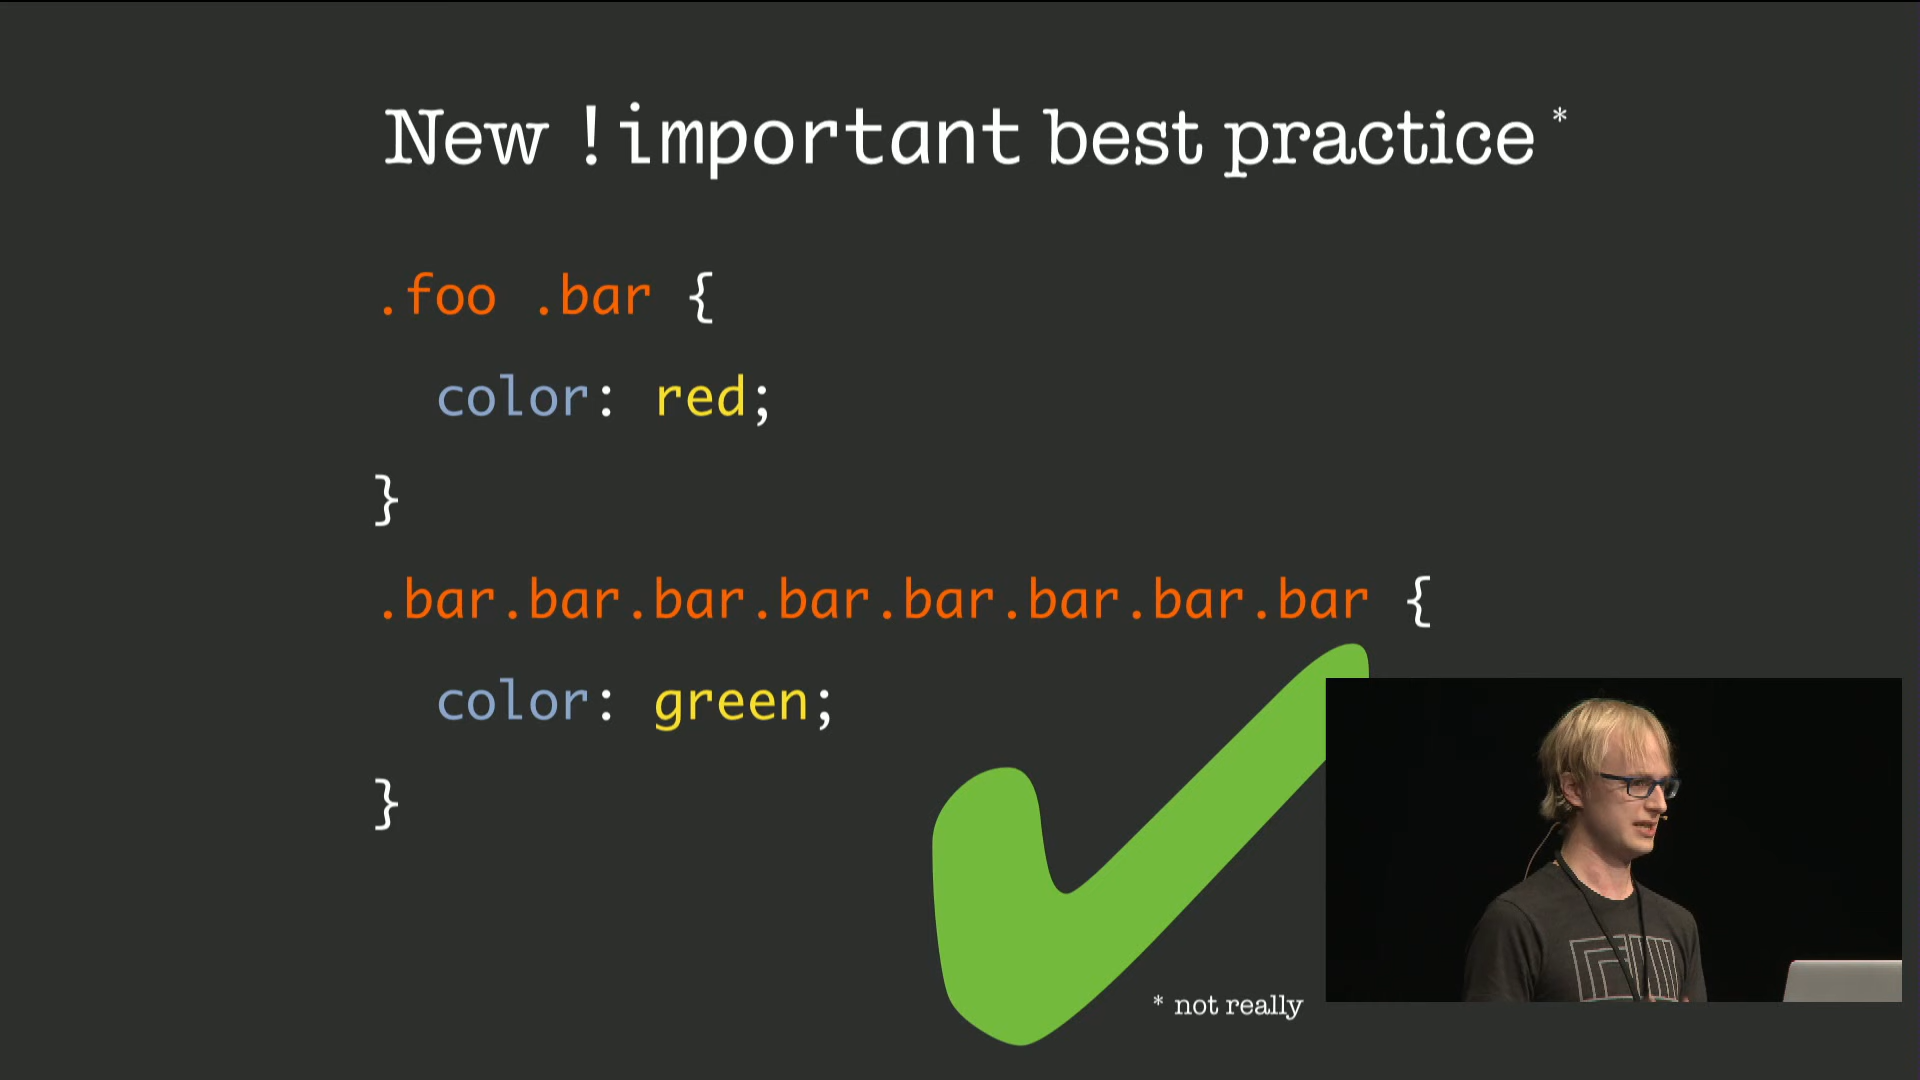 New !important best practice *
.foo .bar {
color: red;
}
.bar.bar.bar.bar.bar.bar.bar.bar {
color: green;
}
* not really